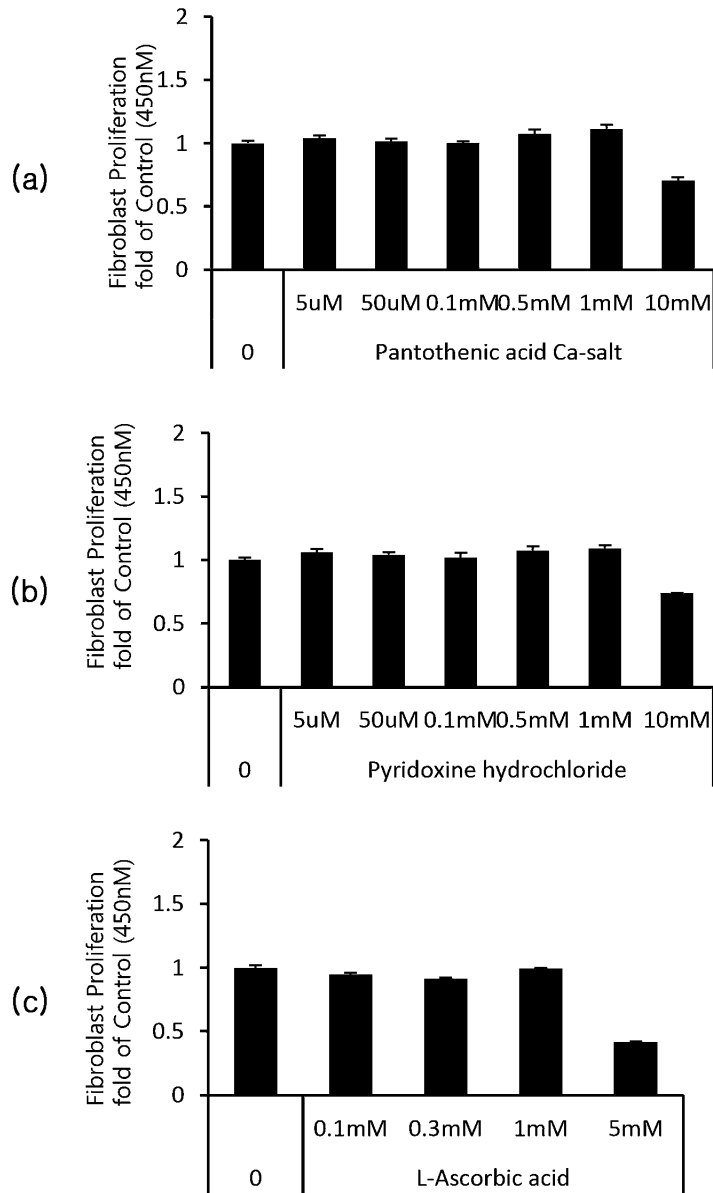 (a)
Fibroblast Proliferation
fold of Control (450nM)
2
1.5
1
0.5
0
5uM 50uM 0.1mM 0.5mM 1mM 10mM
0 Pantothenic acid Ca-salt
(b)
Fibroblast Proliferation
fold of Control (450nM)
2
1.5
1
0.5
0
5uM 50uM 0.1mM 0.5mM 1mM 10mM
0 Pyridoxine hydrochloride
(c)
Fibroblast Proliferation
fold of Control (450nM)
2
1.5
1
0.5
0
0.1mM 0.3mM 1mM 5mM
0 L-Ascorbic acid